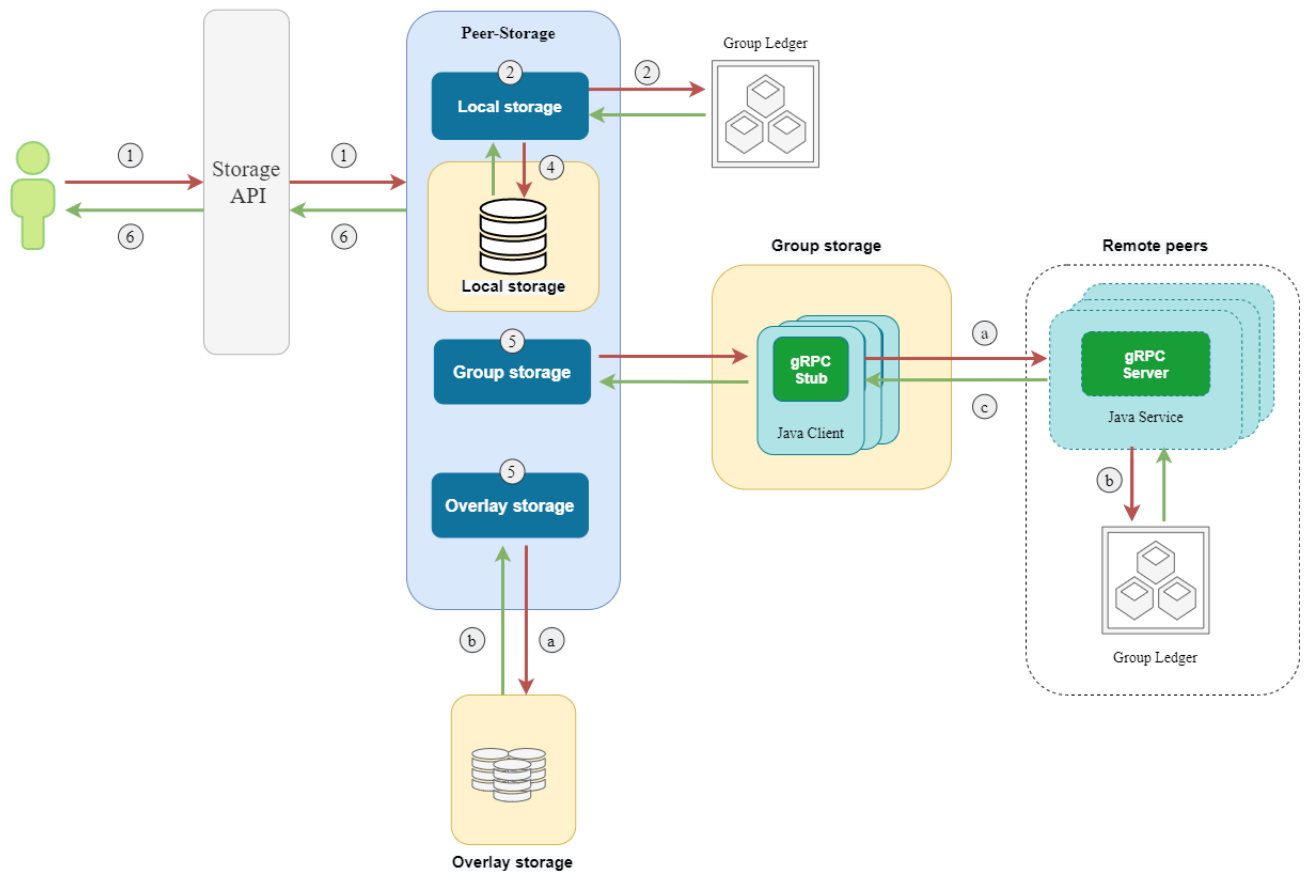 Peer-Storage
Group Ledger
2
2
Local storage
1
1
Storage
API
4
6
6
Local storage
Group storage
Remote peers
5
Group storage
gRPC
Stub
Java Client
a
c
gRPC
Server
Java Service
b
5
Overlay storage
Group Ledger
b
a
Overlay storage